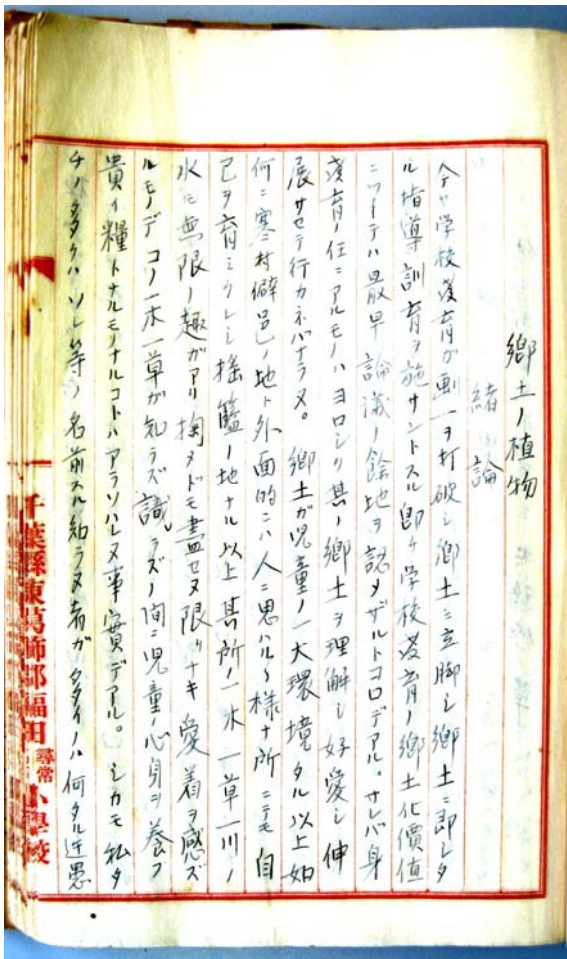 郷土ノ植物
緒論
今ヤ学校教育ガ画一ヲ打破シ郷土ニ立脚シ郷土ニ即シタ
ル指導訓育ヲ施サントスル即チ学校教育ノ郷土化價値
ニツイテハ最早論議ノ餘地ヲ認メザルトコロデアル。サレバ身
教育ノ任ニアルモノハヨロシク其ノ郷土ヲ理解シ好愛シ伸
展サセテ行カネバナラヌ。郷土ガ児童ノ一大環境タル以上如
何ニ寒村僻邑ノ地ト外面的ニハ人ニ思ハルヽ様ナ所ニテモ自
己ヲ育ミクレシ揺籃ノ地ナル以上其所ノ一木一草一川ノ
水モ無限ノ趣ガアリ掬メドモ盡セヌ限リナキ愛着ヲ感ズ
ルモノデコノ一木一草ガ知ラズ識ラズノ間ニ児童ノ心身ヲ養フ
貴イ糧トナルモノナルコトハアラソハレヌ事實デアル。シカモ私タ
チノ多クハソレ等ノ名前スル知ラヌ者ガタダイノハ何タル迂愚
千葉縣東葛飾郡福田尋常小學校